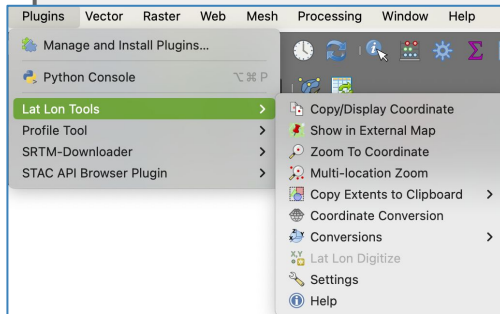 Plugins Vector Raster Web Mesh Processing Window Help
Manage and Install Plugins...
Python Console ⌥⌘P
Lat Lon Tools >
Profile Tool >
SRTM-Downloader >
STAC API Browser Plugin >
Copy/Display Coordinate
Show in External Map
Zoom To Coordinate
Multi-location Zoom
Copy Extents to Clipboard >
Coordinate Conversion
Conversions >
Lat Lon Digitize
Settings
Help